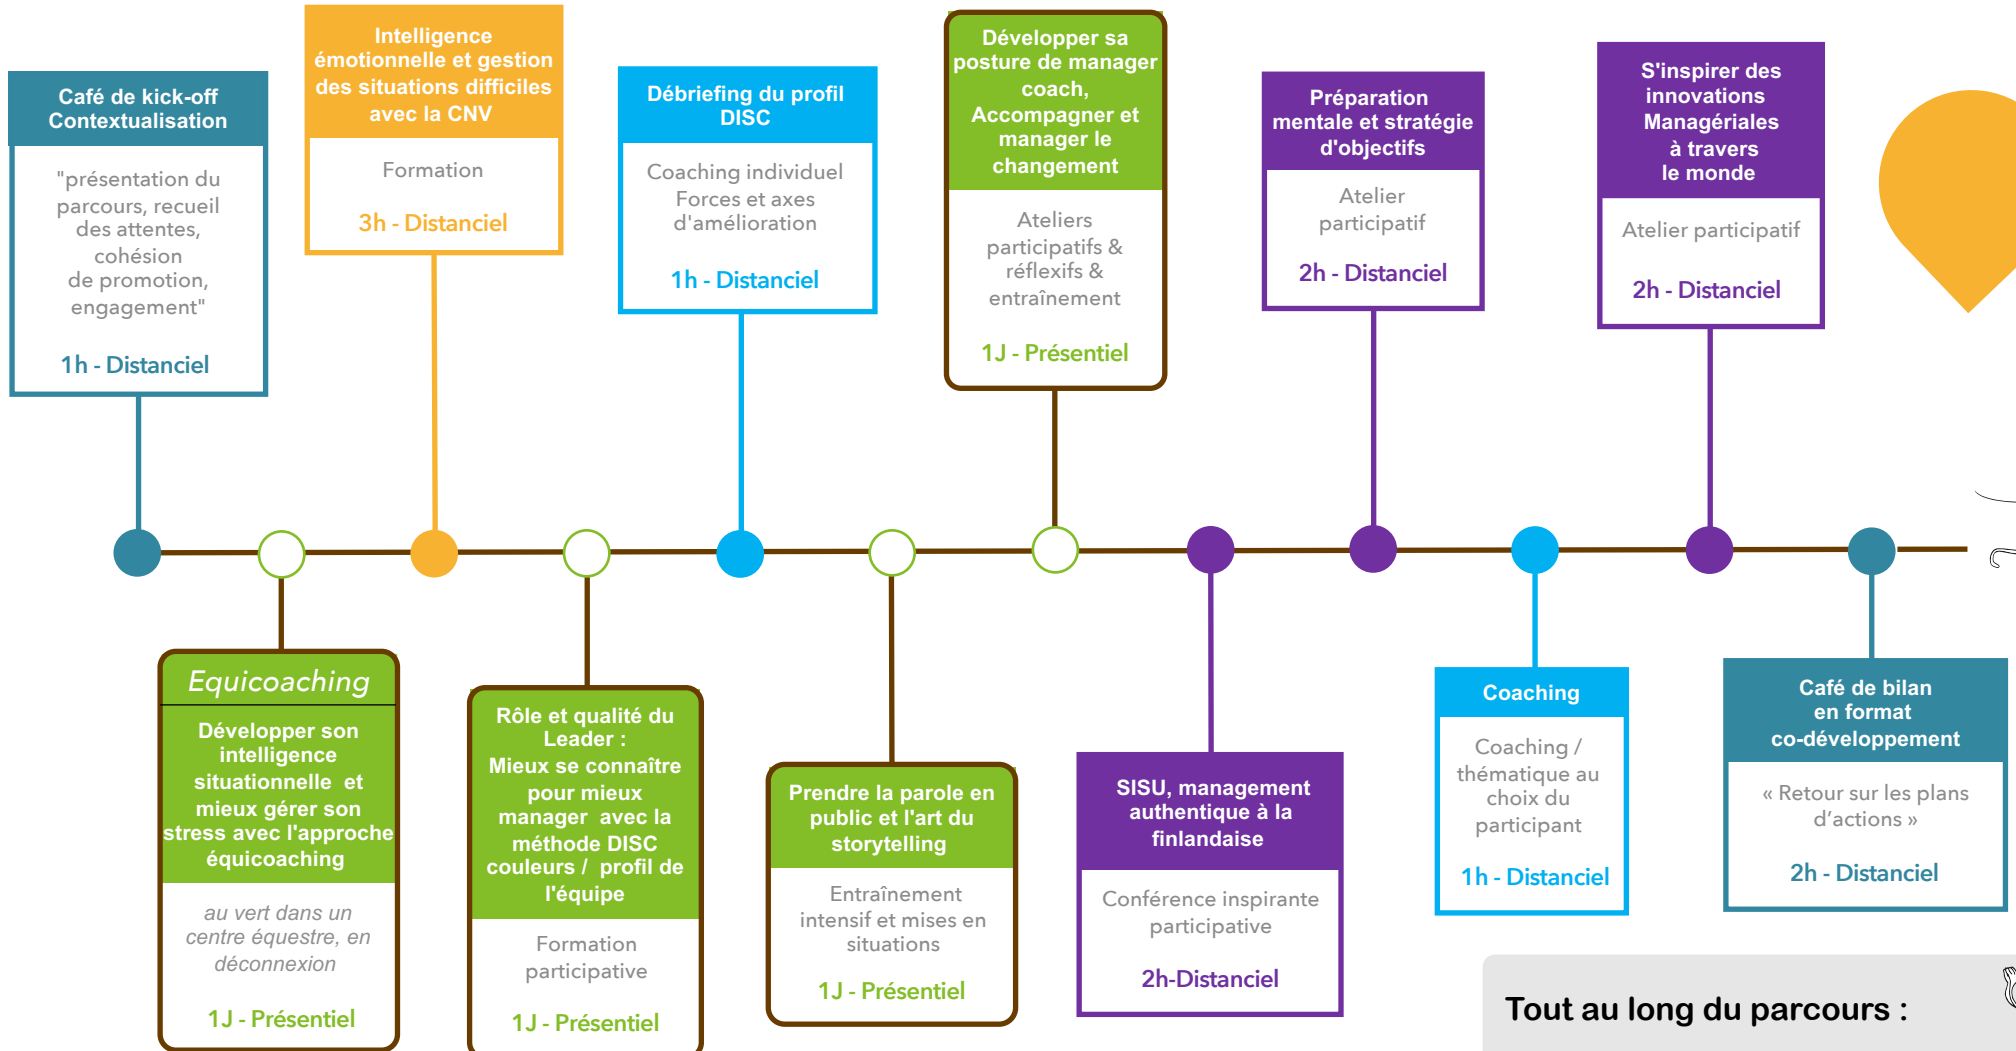 Café de kick-off
Contextualisation
"présentation du
parcours, recueil
des attentes,
cohésion
de promotion,
engagement"
1h - Distanciel
Intelligence
émotionnelle et gestion
des situations difficiles
avec la CNV
Formation
3h - Distanciel
Débriefing du profil
DISC
Coaching individuel
Forces et axes
d'amélioration
1h - Distanciel
Développer sa
posture de manager
coach,
Accompagner et
manager le
changement
Ateliers
participatifs &
réflexifs &
entraînement
1J - Présentiel
Préparation
mentale et stratégie
d'objectifs
Atelier
participatif
2h - Distanciel
S'inspirer des
innovations
Managériales
à travers
le monde
Atelier participatif
2h - Distanciel
Equicoaching
Développer son
intelligence
situationnelle et
mieux gérer son
stress avec l'approche
équicoaching
au vert dans un
centre équestre, en
déconnexion
1J - Présentiel
Rôle et qualité du
Leader :
Mieux se connaître
pour mieux
manager avec la
méthode DISC
couleurs / profil de
l'équipe
Formation
participative
1J - Présentiel
Prendre la parole en
public et l'art du
storytelling
Entraînement
intensif et mises en
situations
1J - Présentiel
SISU, management
authentique à la
finlandaise
Conférence inspirante
participative
2h-Distanciel
Coaching
Coaching /
thématique au
choix du
participant
1h - Distanciel
Café de bilan
en format
co-développement
« Retour sur les plans
d’actions »
2h - Distanciel
Tout au long du parcours :